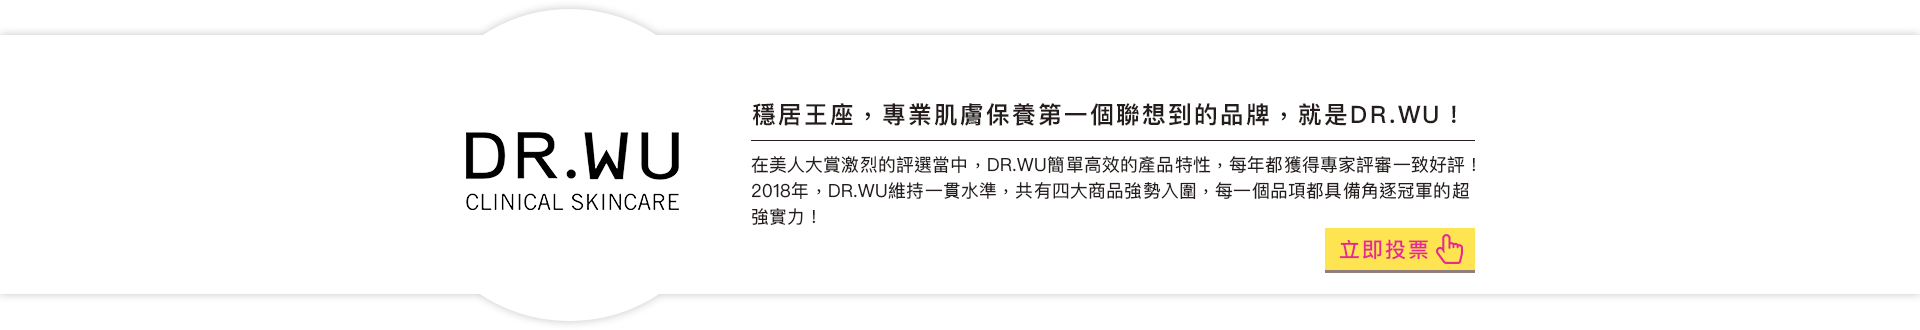 DR.WU
CLINICAL SKINCARE
穩居王座，專業肌膚保養第一個聯想到的品牌，就是DR.WU！
在美人大賞激烈的評選當中，DR.WU簡單高效的產品特性，每年都獲得專家評審一致好評！
2018年，DR.WU維持一貫水準，共有四大商品強勢入圍，每一個品項都具備角逐冠軍的超
強實力！
立即投票